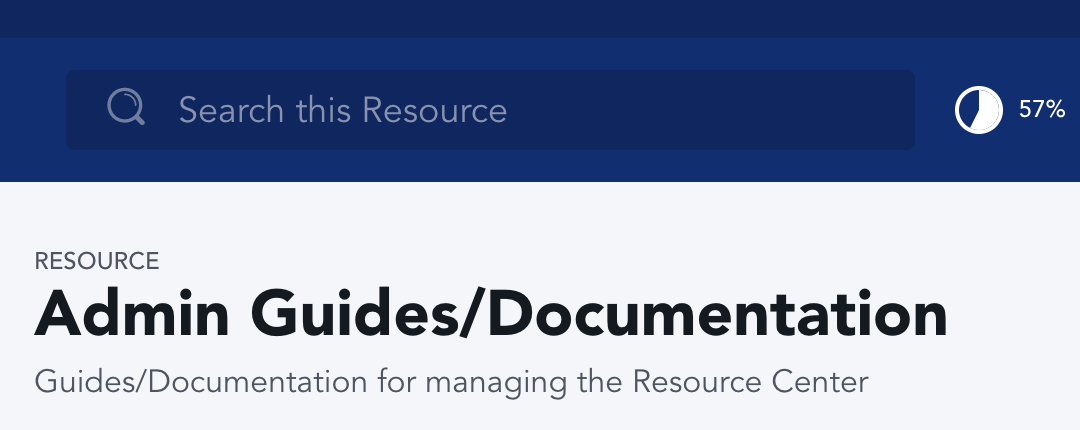 Search this Resource
57%
RESOURCE
Admin Guides/Documentation
Guides/Documentation for managing the Resource Center